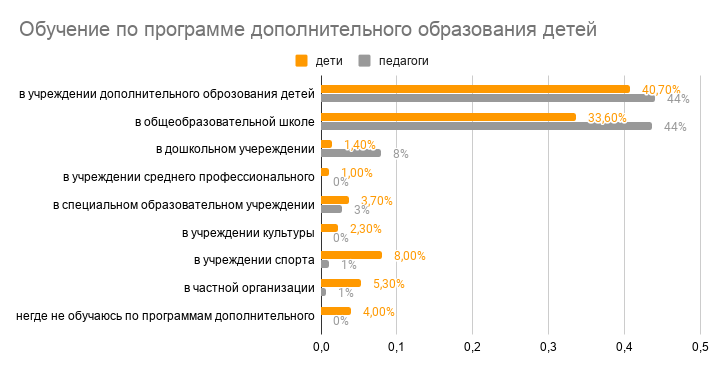 Обучение по программе дополнительного образования детей
дети педагоги
в учреждении дополнительного оброзования детей 40,70% 44%
в общеобразовательной школе 33,60% 44%
в дошкольном учереждении 1,40% 8%
в учреждении среднего профессионального 1,00% 0%
в специальном образовательном учреждении 3,70% 3%
в учреждении культуры 2,30% 0%
в учреждении спорта 8,00% 1%
в частной организации 5,30% 1%
негде не обучаюсь по программам дополнительного 4,00% 0%
0,0 0,1 0,2 0,3 0,4 0,5